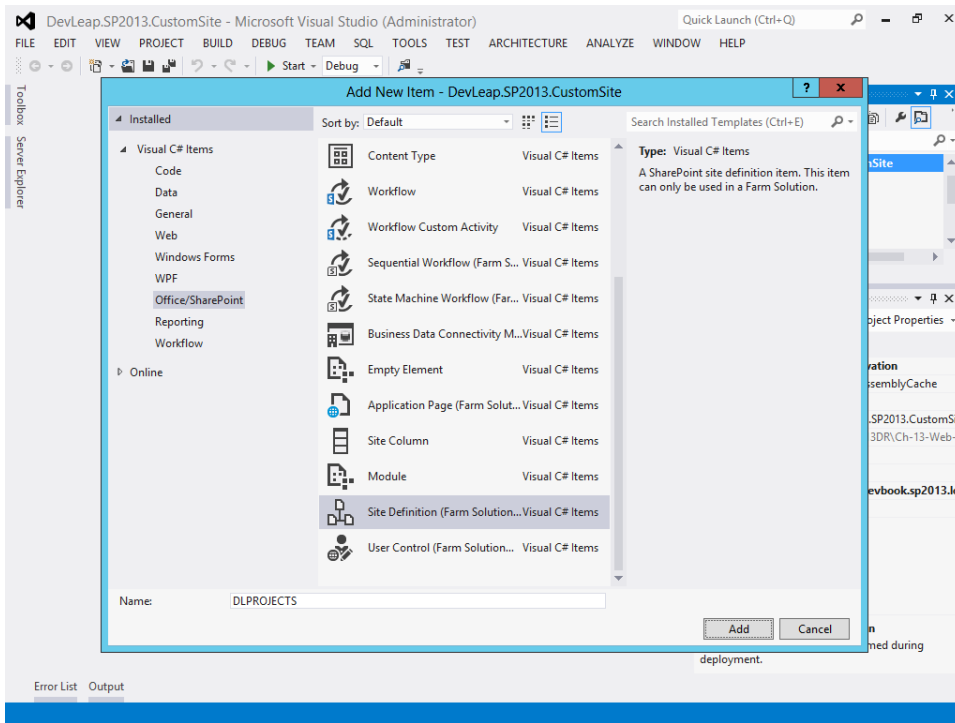 DevLeap.SP2013.CustomSite - Microsoft Visual Studio (Administrator)
Quick Launch (Ctrl+Q)
FILE EDIT VIEW PROJECT BUILD DEBUG TEAM SQL TOOLS TEST ARCHITECTURE ANALYZE WINDOW HELP
Start Debug
Toolbox
Server Explorer
Add New Item - DevLeap.SP2013.CustomSite
Installed
Sort by: Default
Search Installed Templates (Ctrl+E)
Visual C# Items
Code
Data
General
Web
Windows Forms
WPF
Office/SharePoint
Reporting
Workflow
Online
Content Type Visual C# Items
Workflow Visual C# Items
Workflow Custom Activity Visual C# Items
Sequential Workflow (Farm S... Visual C# Items
State Machine Workflow (Far... Visual C# Items
Business Data Connectivity M... Visual C# Items
Empty Element Visual C# Items
Application Page (Farm Solut... Visual C# Items
Site Column Visual C# Items
Module Visual C# Items
Site Definition (Farm Solution... Visual C# Items
User Control (Farm Solution... Visual C# Items
Type: Visual C# Items
A SharePoint site definition item. This item
can only be used in a Farm Solution.
Name: DLPROJECTS
Add Cancel
nSite
oject Properties
vation
ssemblyCache
.SP2013.CustomSi
3DR\Ch-13-Web-
evbook.sp2013.lo
n
med during
deployment.
Error List Output